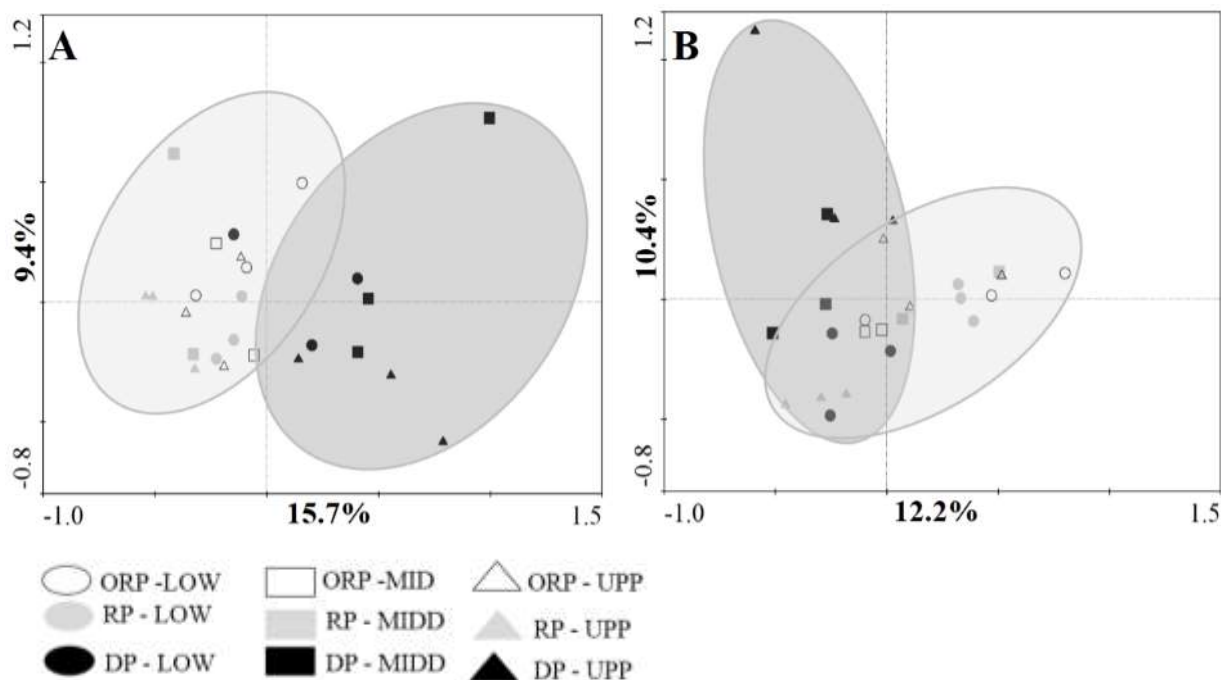 A
B
1.2
9.4%
-0.8
-1.0
15.7%
1.5
1.2
10.4%
-0.8
-1.0
12.2%
1.5
ORP -LOW
ORP -MID
ORP - UPP
RP - LOW
RP - MIDD
RP - UPP
DP - LOW
DP - MIDD
DP - UPP